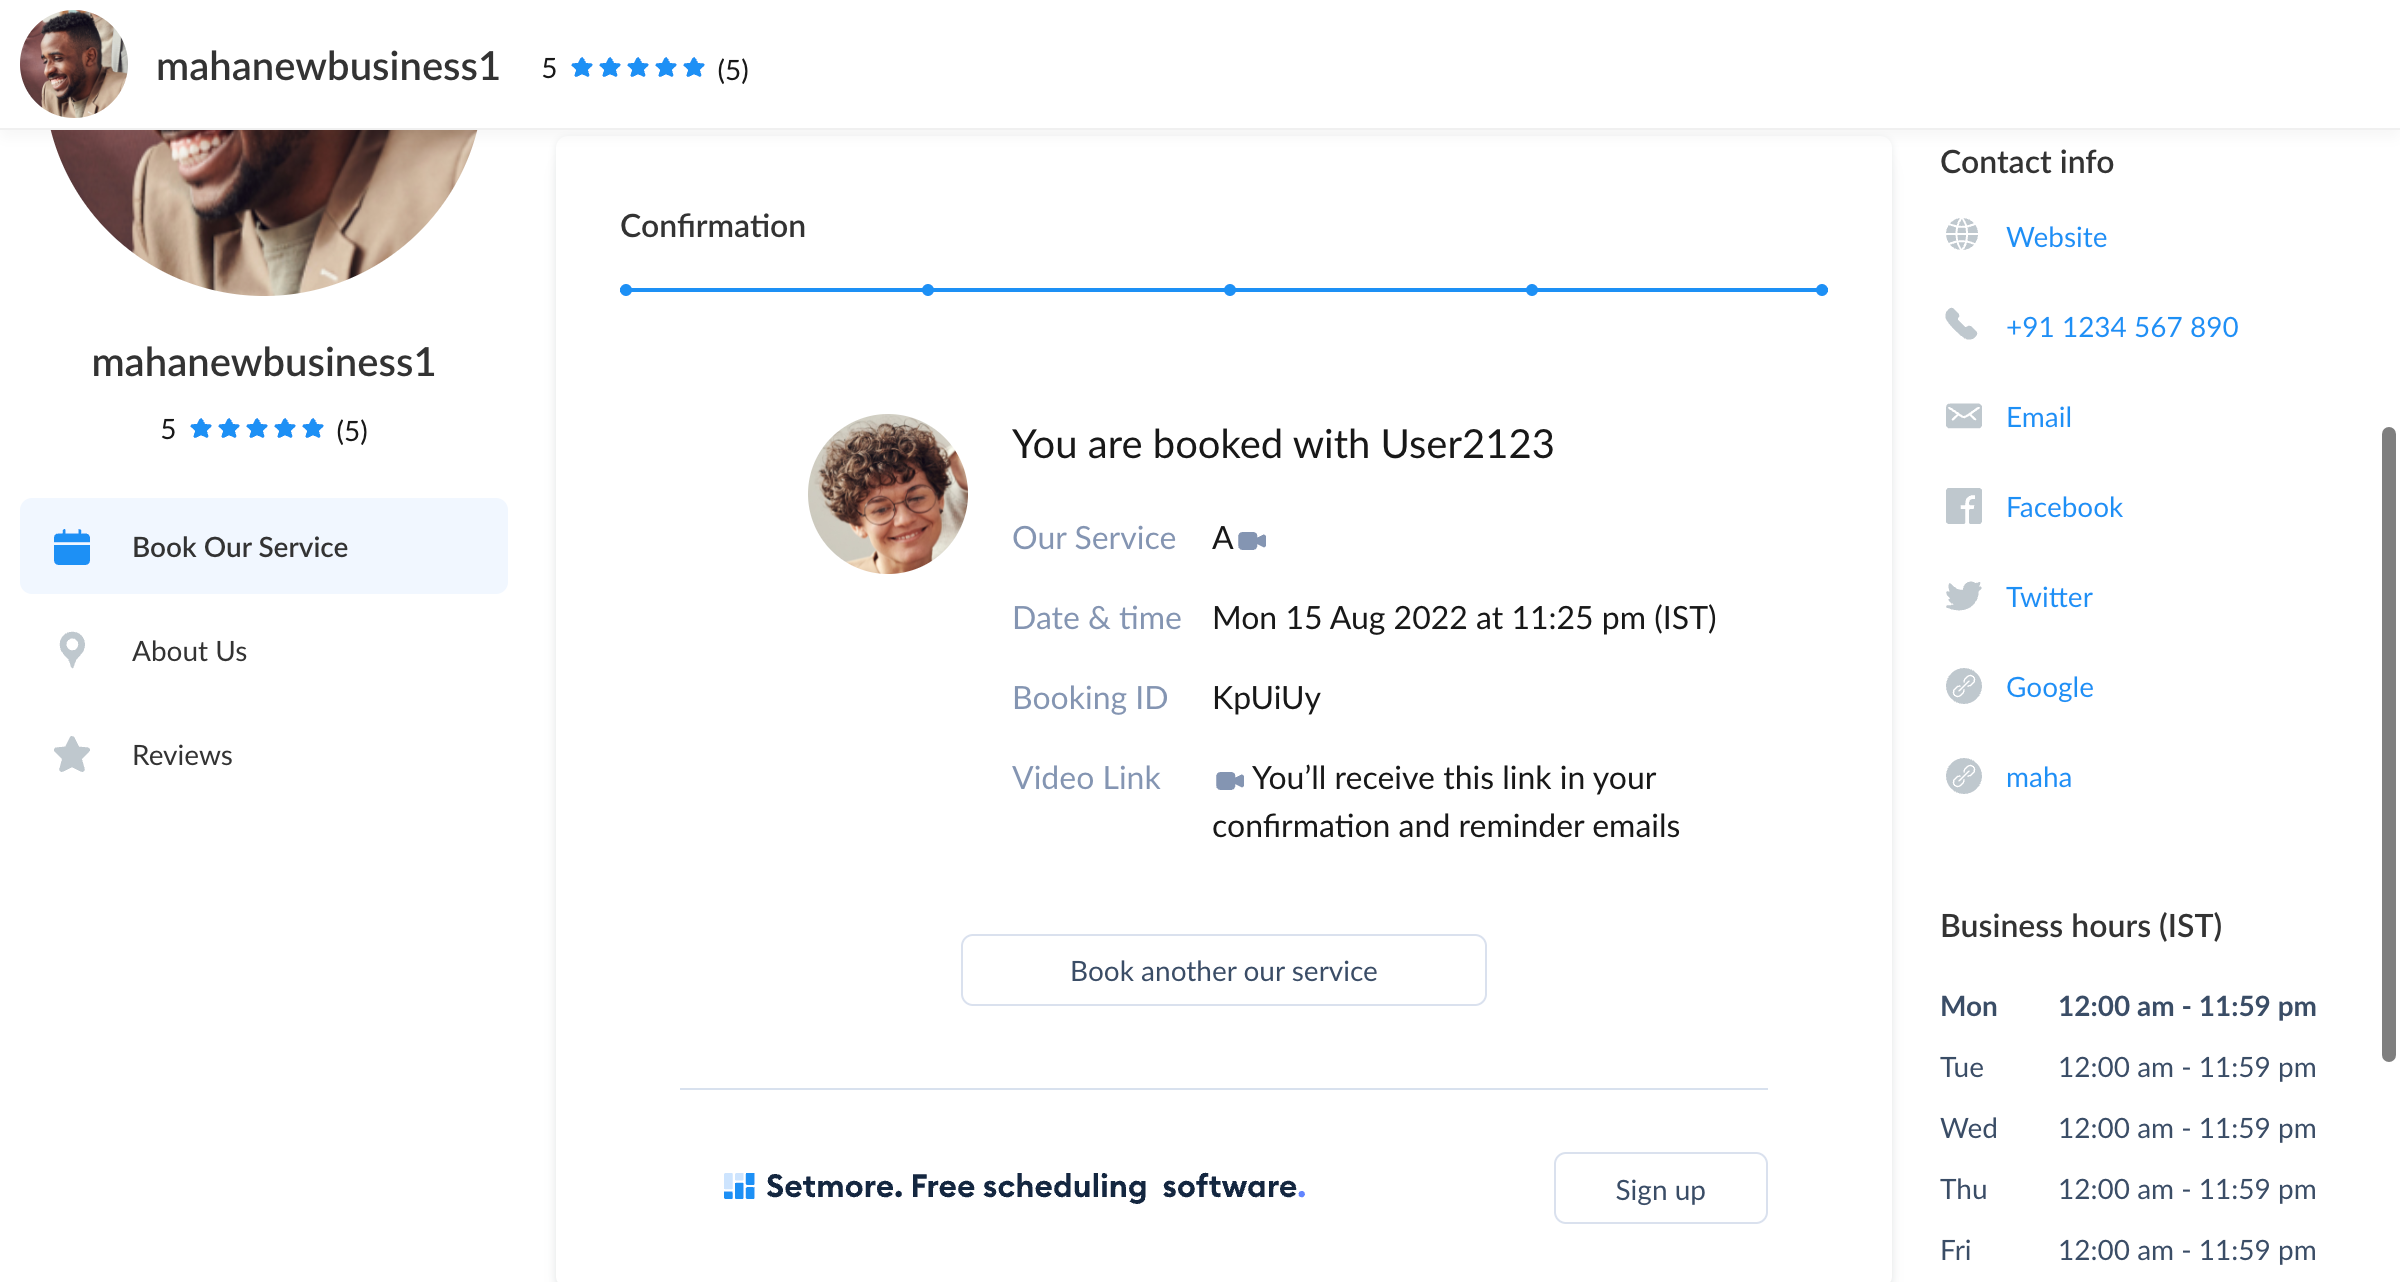 mahanewbusiness1 5 (5)
mahanewbusiness1
5 (5)
Book Our Service
About Us
Reviews
Confirmation
You are booked with User2123
Our Service A
Date & time Mon 15 Aug 2022 at 11:25 pm (IST)
Booking ID KpUiUy
Video Link You’ll receive this link in your
confirmation and reminder emails
Book another our service
Setmore. Free scheduling software.
Sign up
Contact info
Website
+91 1234 567 890
Email
Facebook
Twitter
Google
maha
Business hours (IST)
Mon 12:00 am - 11:59 pm
Tue 12:00 am - 11:59 pm
Wed 12:00 am - 11:59 pm
Thu 12:00 am - 11:59 pm
Fri 12:00 am - 11:59 pm